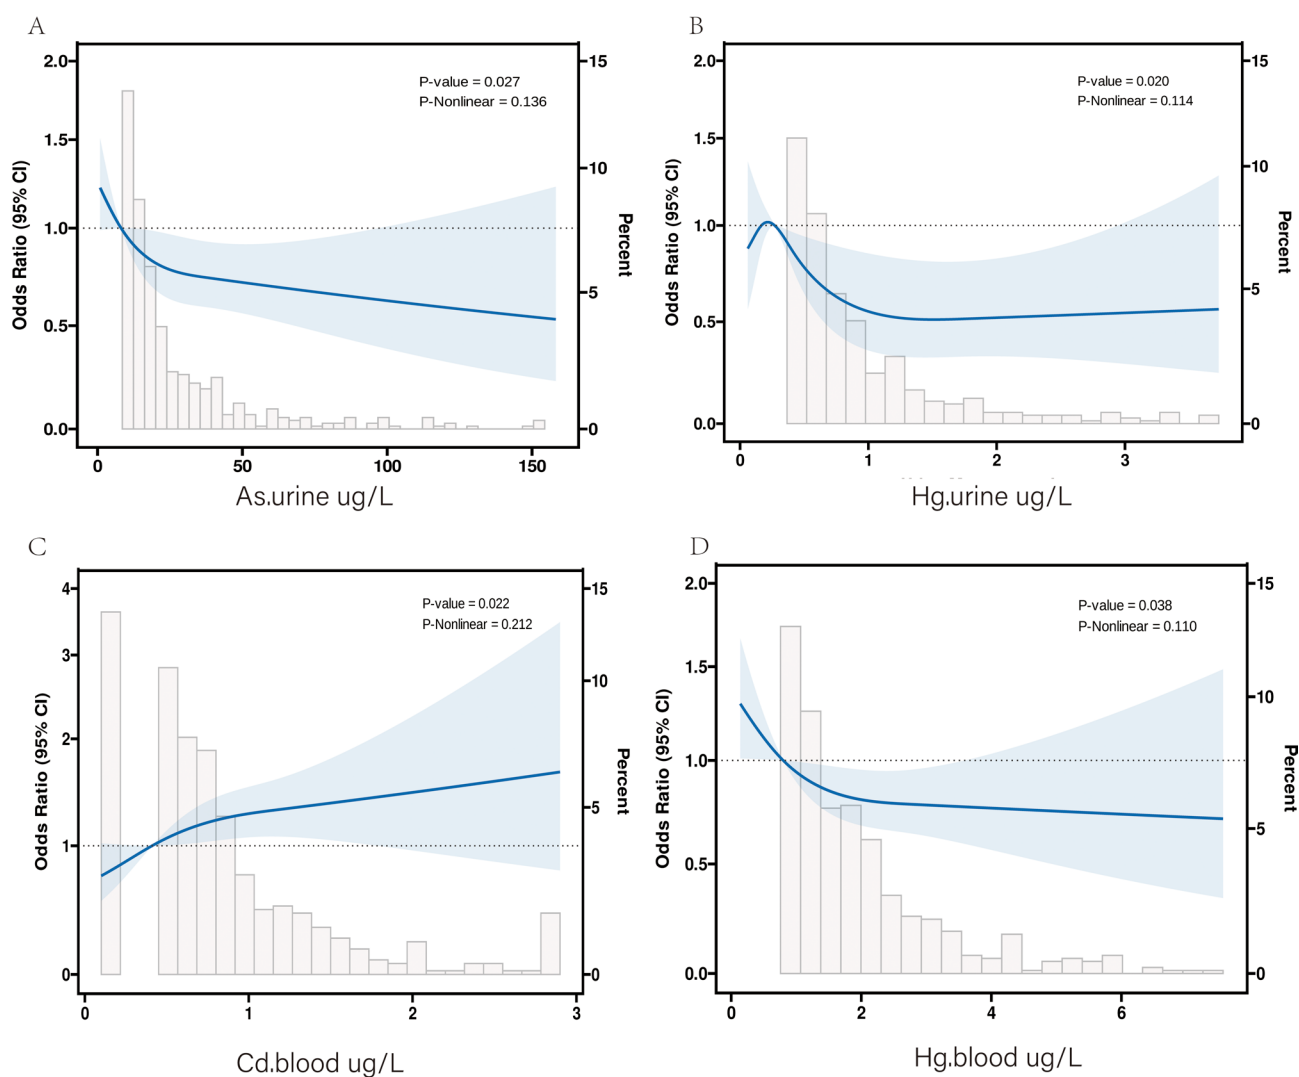 A
P-value = 0.027
P-Nonlinear = 0.136
Odds Ratio (95% CI)
2.0
1.5
1.0
0.5
0.0
15
10
5
0
Percent
0 50 100 150
As.urine ug/L
B
P-value = 0.020
P-Nonlinear = 0.114
Odds Ratio (95% CI)
2.0
1.5
1.0
0.5
0.0
15
10
5
0
Percent
0 1 2 3
Hg.urine ug/L
C
P-value = 0.022
P-Nonlinear = 0.212
Odds Ratio (95% CI)
4
3
2
1
0
15
10
5
0
Percent
0 1 2 3
Cd.blood ug/L
D
P-value = 0.038
P-Nonlinear = 0.110
Odds Ratio (95% CI)
2.0
1.5
1.0
0.5
0.0
15
10
5
0
Percent
0 2 4 6
Hg.blood ug/L